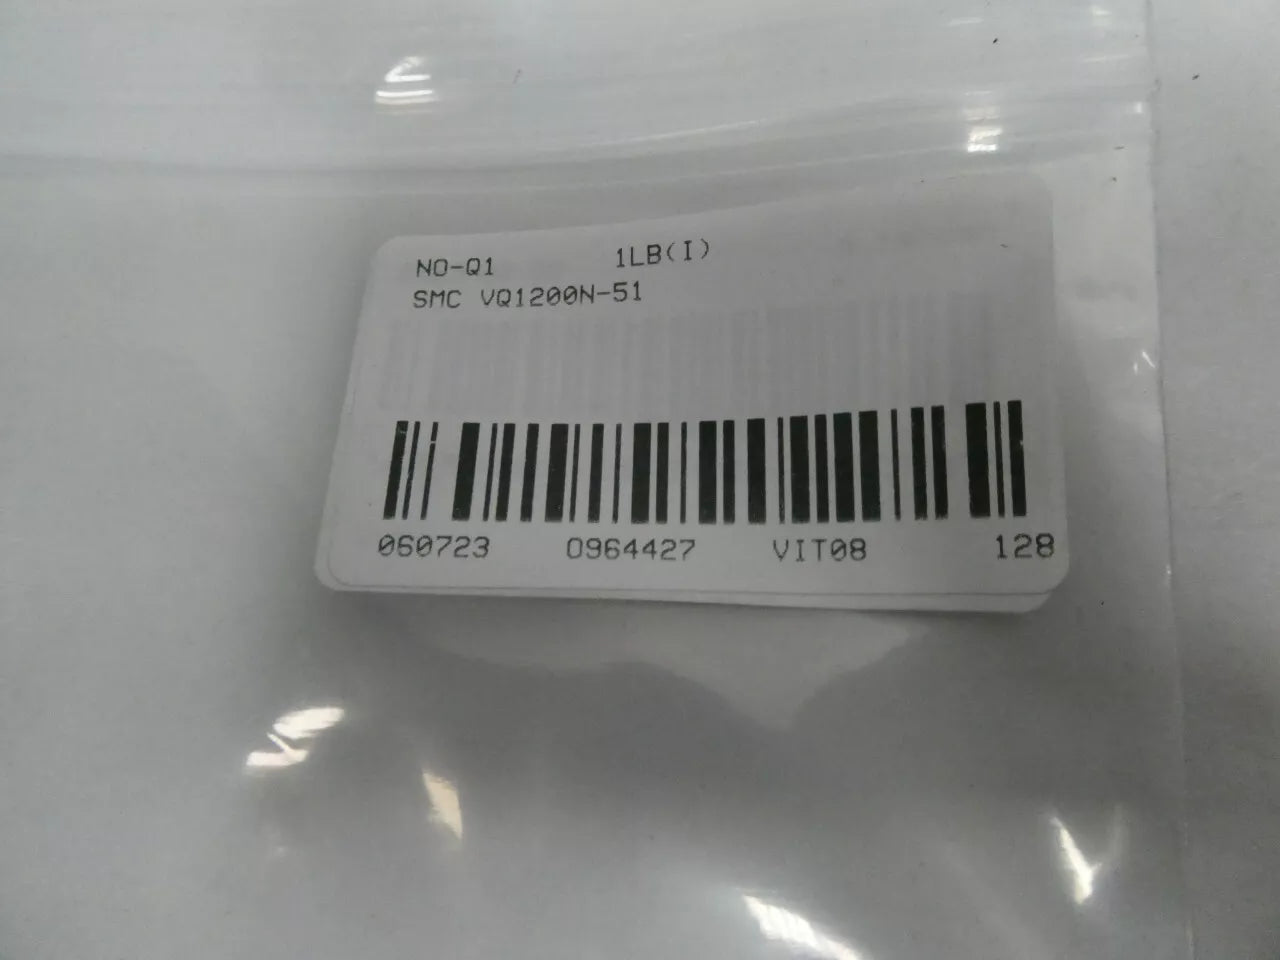 NO-Q1 1LB(I)
SMC VQ1200N-51
060723 0964427 VIT08 128